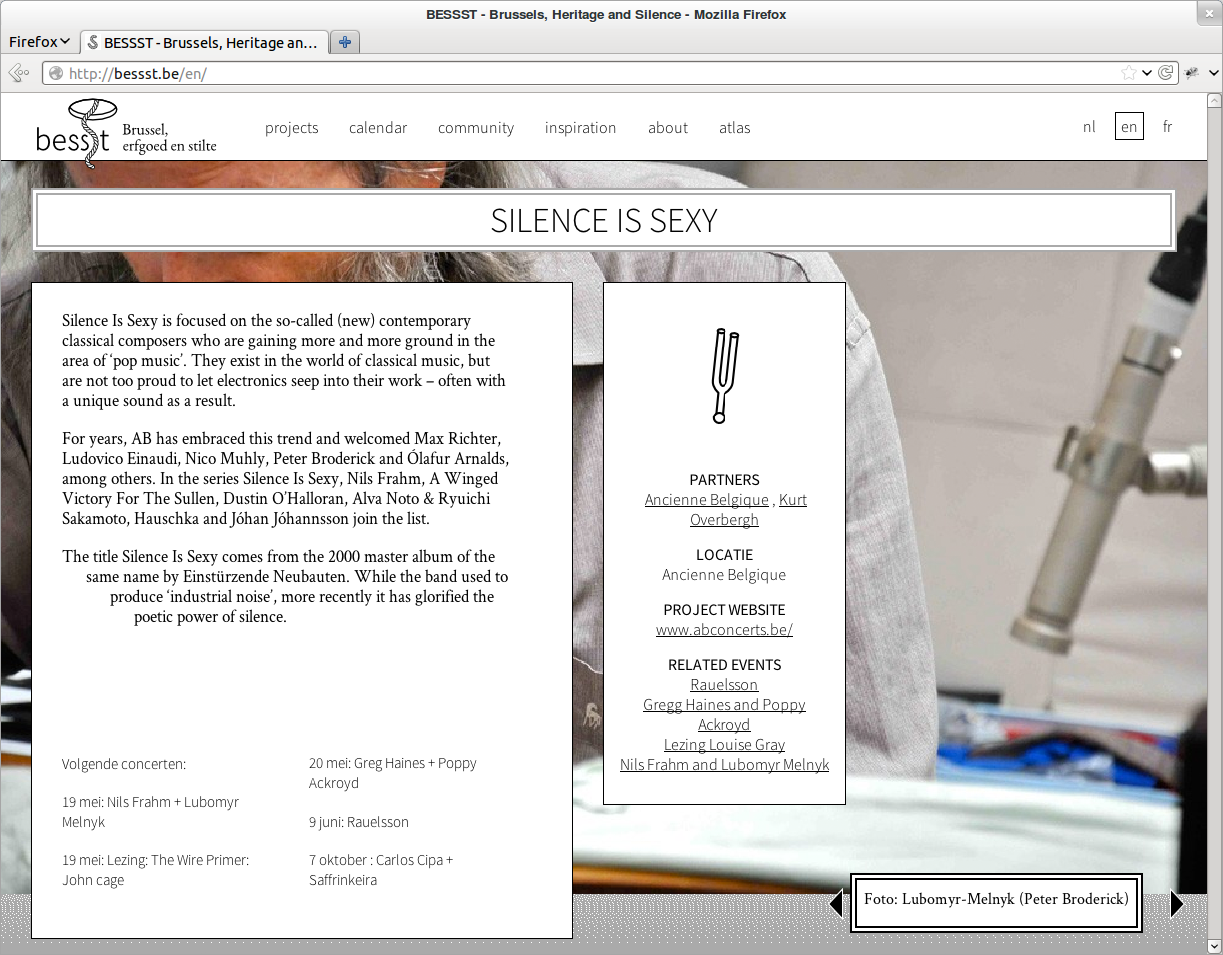 BESSST - Brussels, Heritage and Silence - Mozilla Firefox
Firefox
BESSST - Brussels, Heritage an…
http://bessst.be/en/
bessst
Brussel,
erfgoed en stilte
projects calendar community inspiration about atlas
nl en fr
SILENCE IS SEXY
Silence Is Sexy is focused on the so-called (new) contemporary
classical composers who are gaining more and more ground in the
area of ‘pop music’. They exist in the world of classical music, but
are not too proud to let electronics seep into their work – often with
a unique sound as a result.
For years, AB has embraced this trend and welcomed Max Richter,
Ludovico Einaudi, Nico Muhly, Peter Broderick and Ólafur Arnalds,
among others. In the series Silence Is Sexy, Nils Frahm, A Winged
Victory For The Sullen, Dustin O’Halloran, Alva Noto & Ryuichi
Sakamoto, Hauschka and Jóhan Jóhannsson join the list.
The title Silence Is Sexy comes from the 2000 master album of the
same name by Einstürzende Neubauten. While the band used to
produce ‘industrial noise’, more recently it has glorified the
poetic power of silence.
Volgende concerten:
19 mei: Nils Frahm + Lubomyr
Melnyk
19 mei: Lezing: The Wire Primer:
John cage
20 mei: Greg Haines + Poppy
Ackroyd
9 juni: Rauelsson
7 oktober : Carlos Cipa +
Saffrinkeira
PARTNERS
Ancienne Belgique , Kurt
Overbergh
LOCATIE
Ancienne Belgique
PROJECT WEBSITE
www.abconcerts.be/
RELATED EVENTS
Rauelsson
Gregg Haines and Poppy
Ackroyd
Lezing Louise Gray
Nils Frahm and Lubomyr Melnyk
Foto: Lubomyr-Melnyk (Peter Broderick)